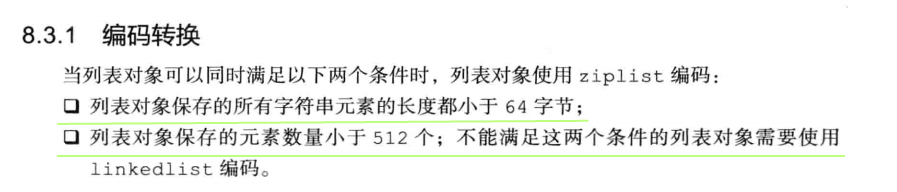 8.3.1 编码转换
当列表对象可以同时满足以下两个条件时，列表对象使用 ziplist 编码：
❑ 列表对象保存的所有字符串元素的长度都小于 64 字节；
❑ 列表对象保存的元素数量小于 512 个；不能满足这两个条件的列表对象需要使用
linkedlist 编码。